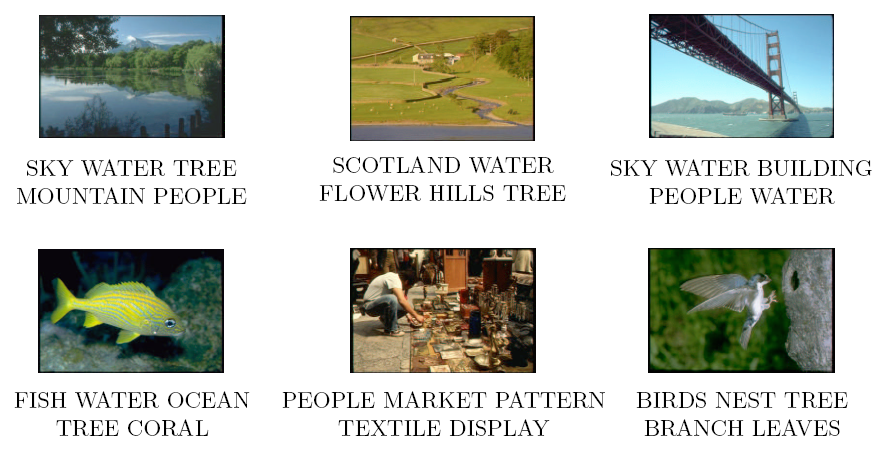 SKY WATER TREE
MOUNTAIN PEOPLE
SCOTLAND WATER
FLOWER HILLS TREE
SKY WATER BUILDING
PEOPLE WATER
FISH WATER OCEAN
TREE CORAL
PEOPLE MARKET PATTERN
TEXTILE DISPLAY
BIRDS NEST TREE
BRANCH LEAVES